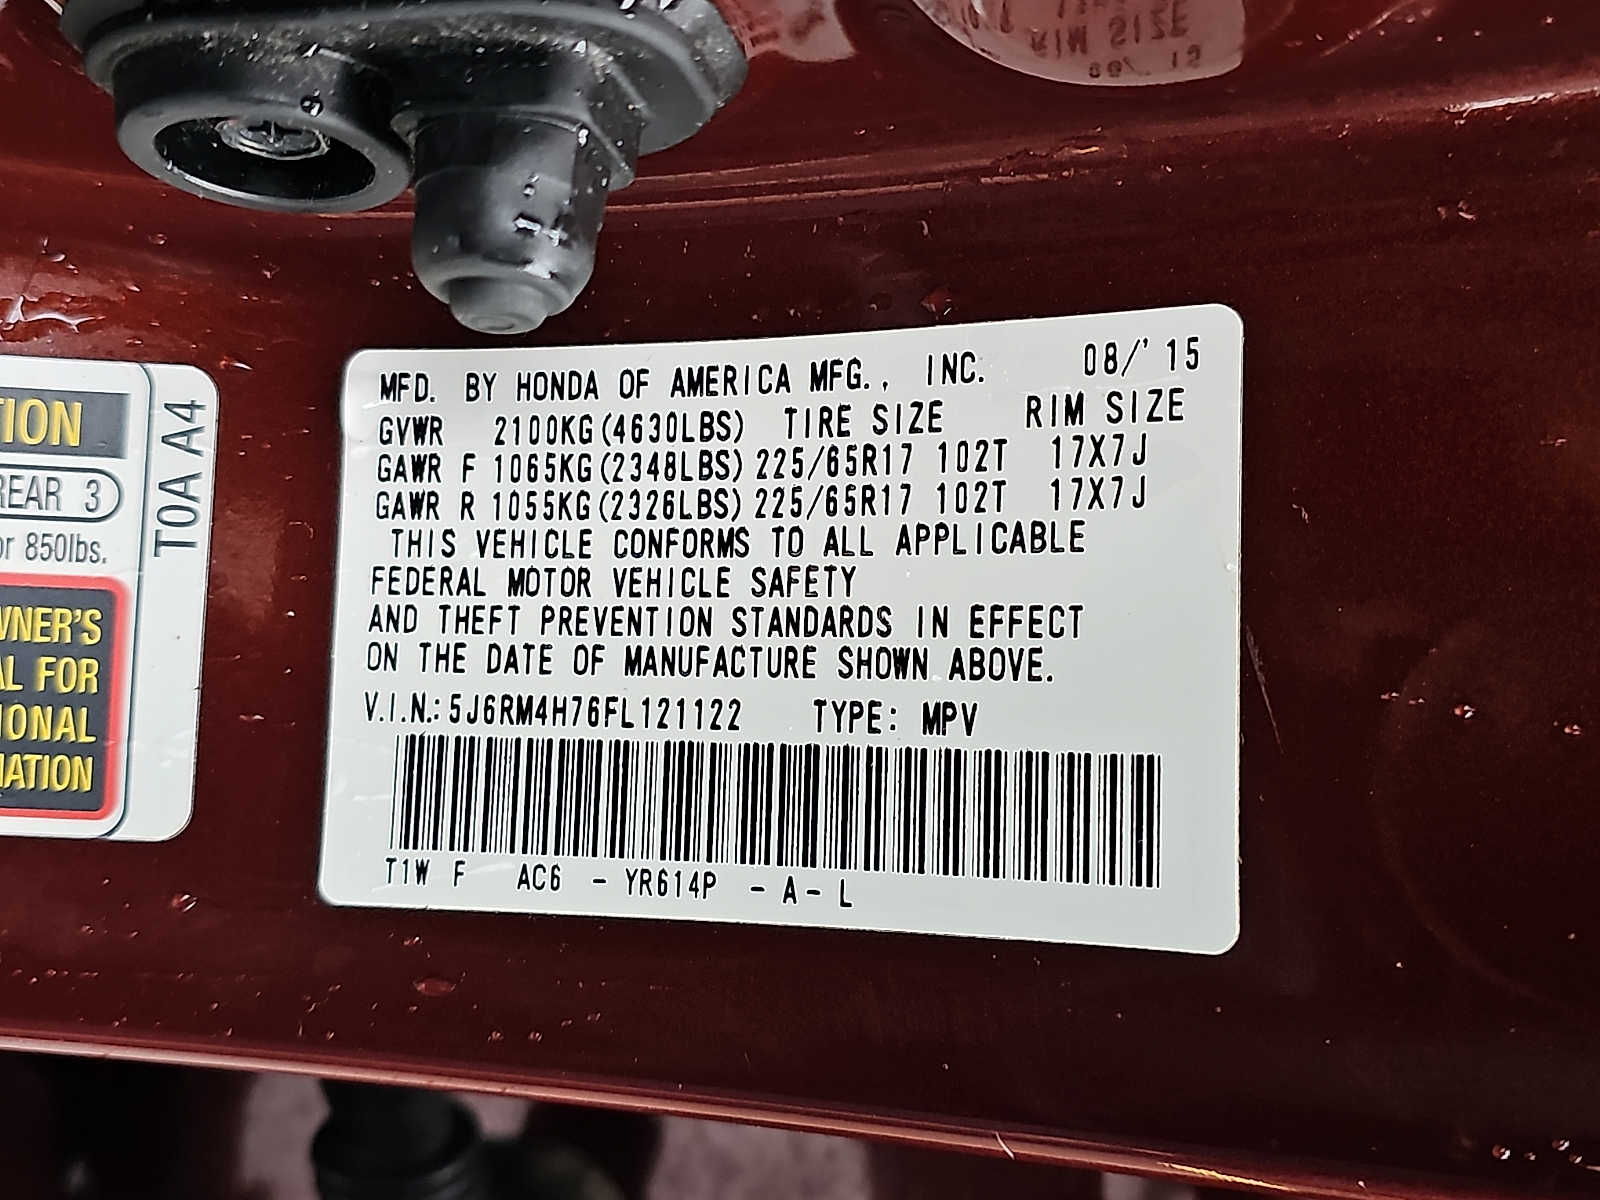 RIM SIZE
TION
REAR 3
or 850lbs.
WNER'S
AL FOR
IONAL
MATION
T0A A4
MFD. BY HONDA OF AMERICA MFG., INC. 08/'15
GVWR 2100KG(4630LBS) TIRE SIZE RIM SIZE
GAWR F 1065KG(2348LBS) 225/65R17 102T 17X7J
GAWR R 1055KG(2326LBS) 225/65R17 102T 17X7J
THIS VEHICLE CONFORMS TO ALL APPLICABLE
FEDERAL MOTOR VEHICLE SAFETY
AND THEFT PREVENTION STANDARDS IN EFFECT
ON THE DATE OF MANUFACTURE SHOWN ABOVE.
V.I.N.: 5J6RM4H76FL121122 TYPE: MPV
T1W F AC6 - YR614P - A - L